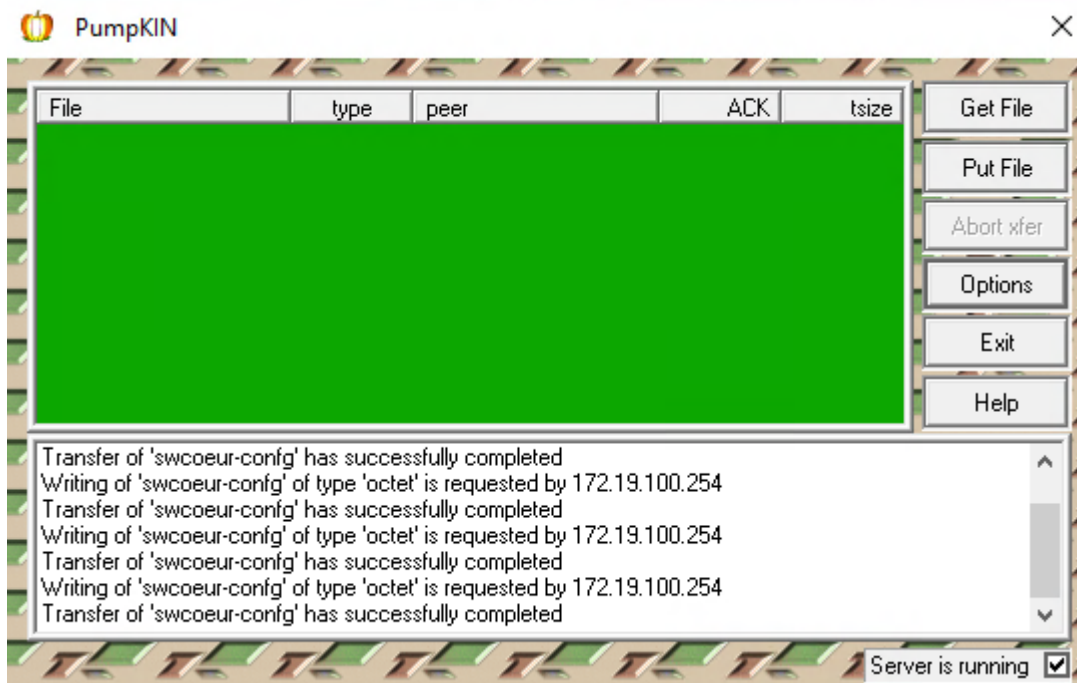 PumpKIN
File type peer ACK tsize
Get File
Put File
Abort xfer
Options
Exit
Help
Transfer of 'swcoeur-confg' has successfully completed
Writing of 'swcoeur-confg' of type 'octet' is requested by 172.19.100.254
Transfer of 'swcoeur-confg' has successfully completed
Writing of 'swcoeur-confg' of type 'octet' is requested by 172.19.100.254
Transfer of 'swcoeur-confg' has successfully completed
Writing of 'swcoeur-confg' of type 'octet' is requested by 172.19.100.254
Transfer of 'swcoeur-confg' has successfully completed
Server is running